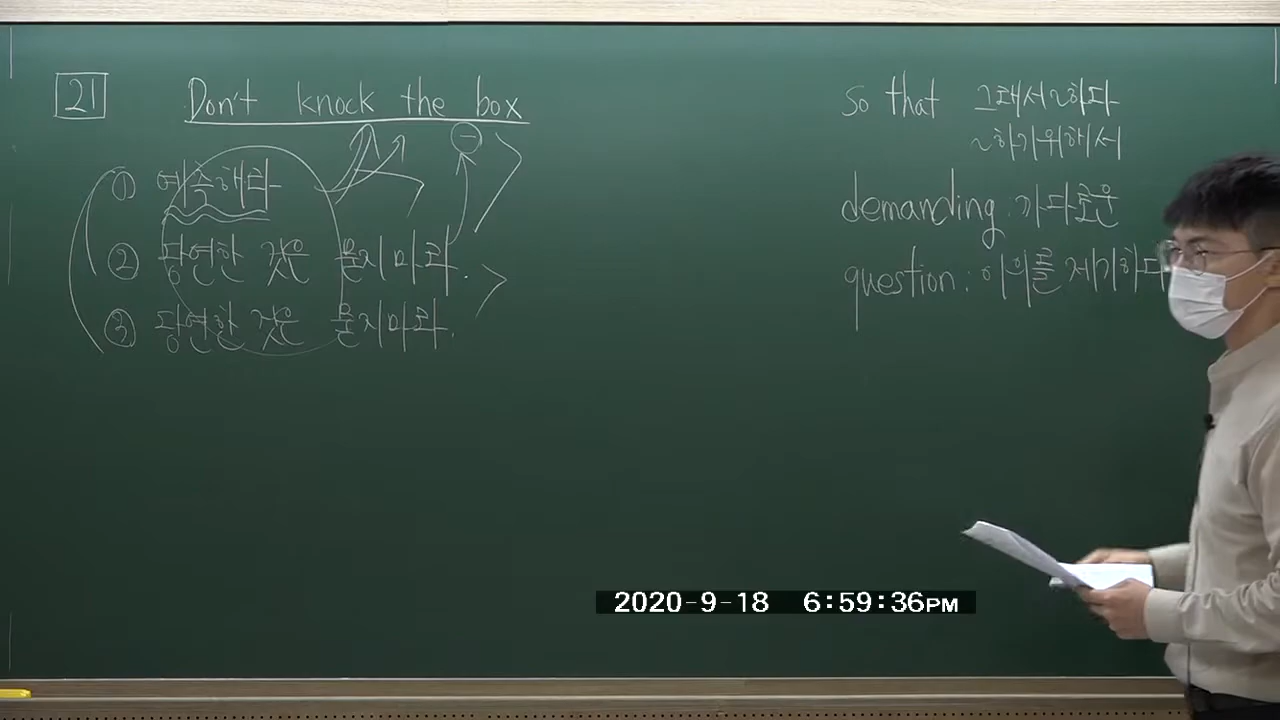 21 Don't knock the box
① 예측해라
② 당연한 것은 묻지마라.
③ 당연한 것은 묻지마라.
so that 그래서~하다
~하기위하서
demanding: 까다로운
question: 이의를 제기하다
2020-9-18 6:59:36PM